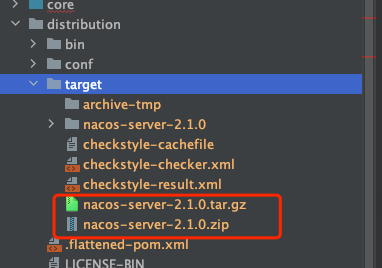 core
distribution
bin
conf
target
archive-tmp
nacos-server-2.1.0
checkstyle-cachefile
checkstyle-checker.xml
checkstyle-result.xml
nacos-server-2.1.0.tar.gz
nacos-server-2.1.0.zip
.flattened-pom.xml
LICENSE-BIN